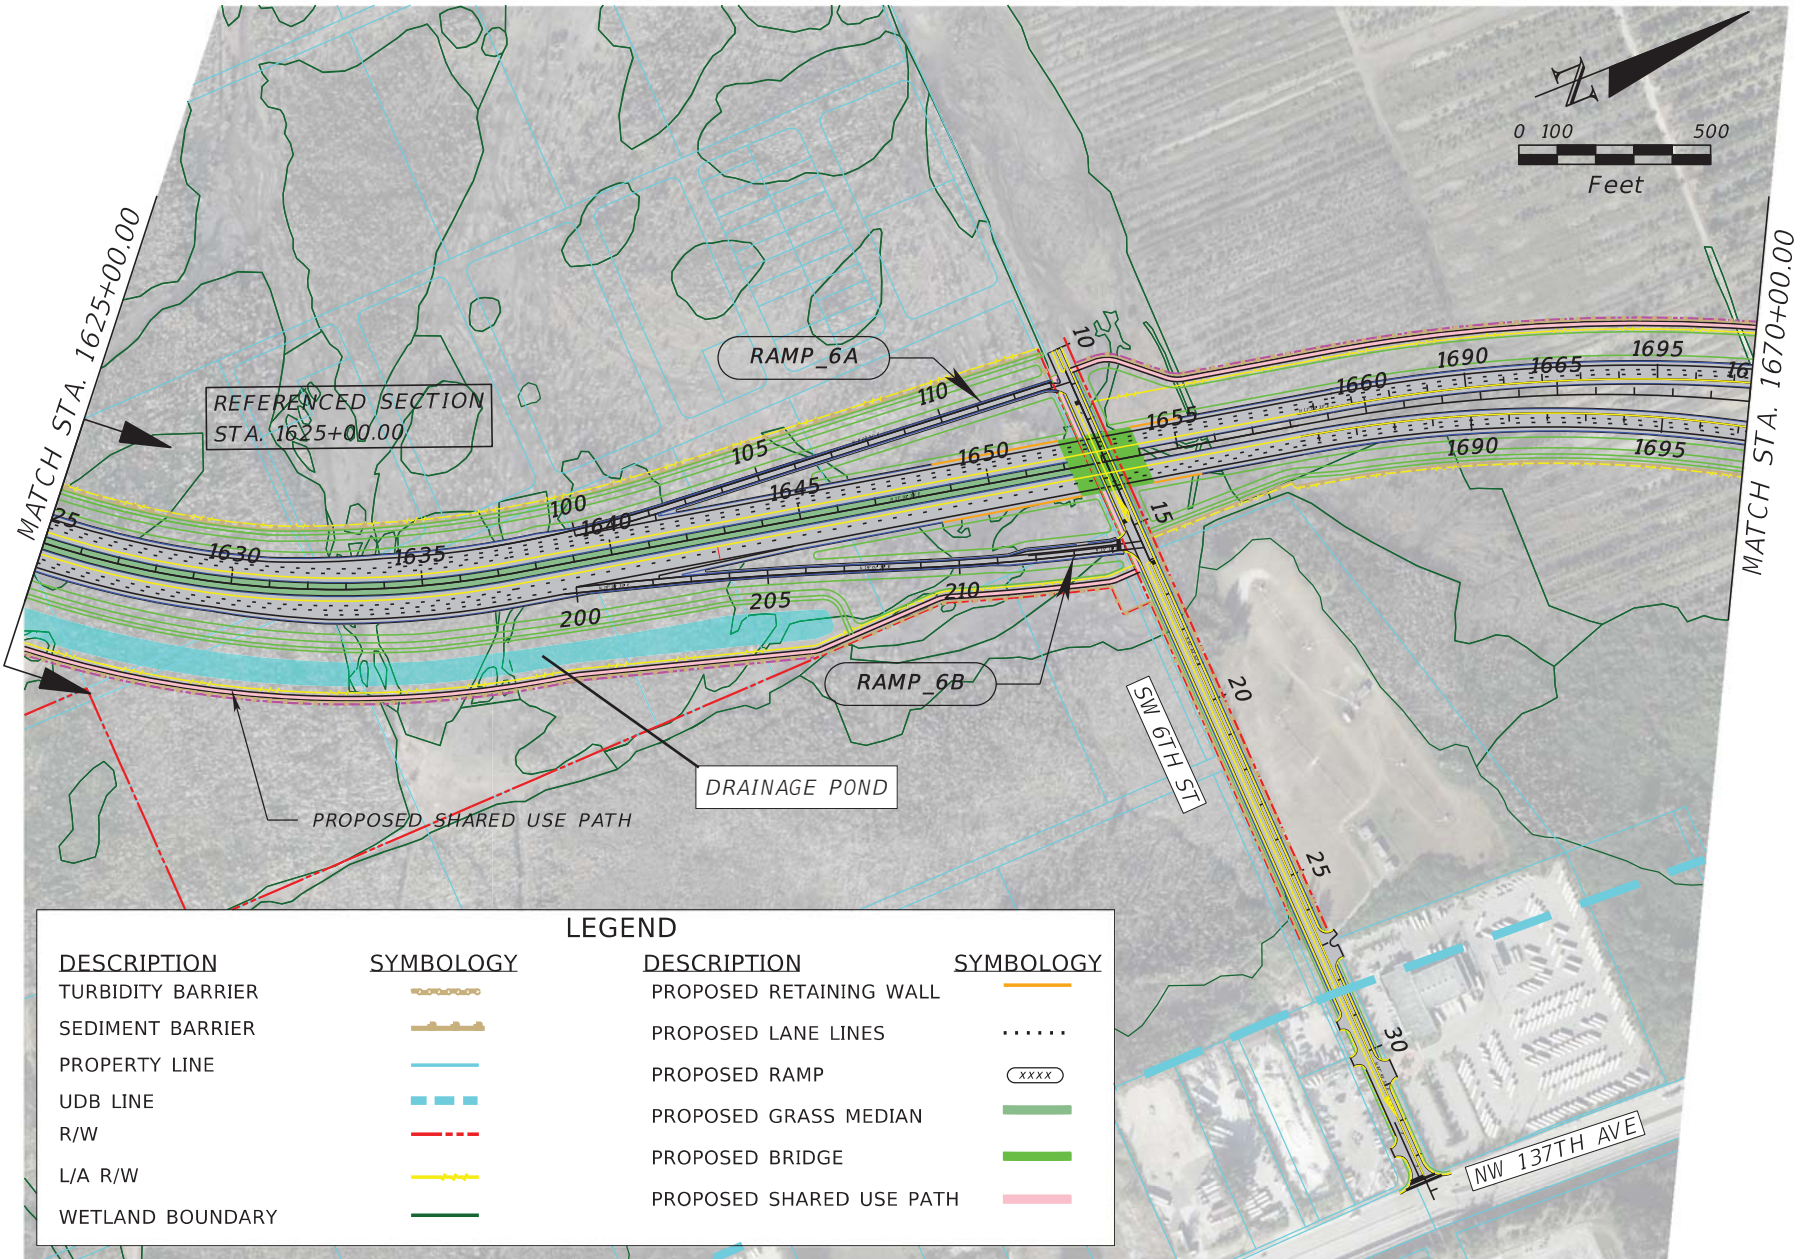 0 100 500
Feet
N
MATCH STA. 1625+00.00
MATCH STA. 1670+00.00
REFERENCED SECTION
STA. 1625+00.00
RAMP_6A
RAMP_6B
10
15
20
25
30
25
1630
1635
1640
1645
1650
1655
1660
1665
1690
1695
16
1690
1695
100
105
110
200
205
210
SW 6TH ST
NW 137TH AVE
DRAINAGE POND
PROPOSED SHARED USE PATH
LEGEND
DESCRIPTION SYMBOLOGY
TURBIDITY BARRIER
SEDIMENT BARRIER
PROPERTY LINE
UDB LINE
R/W
L/A R/W
WETLAND BOUNDARY
DESCRIPTION SYMBOLOGY
PROPOSED RETAINING WALL
PROPOSED LANE LINES
PROPOSED RAMP xxxx
PROPOSED GRASS MEDIAN
PROPOSED BRIDGE
PROPOSED SHARED USE PATH